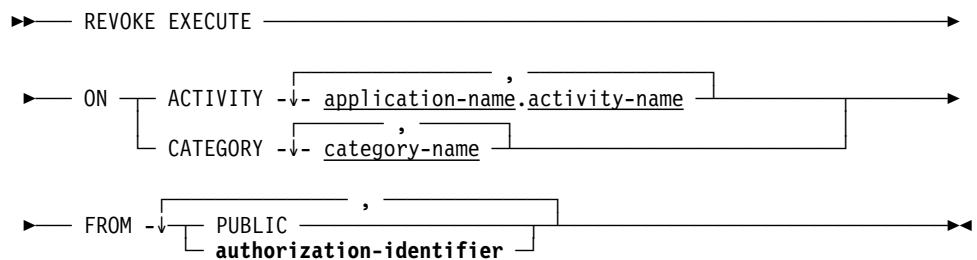 REVOKE EXECUTE
,
ON ACTIVITY application-name.activity-name
,
CATEGORY category-name
,
FROM PUBLIC
authorization-identifier